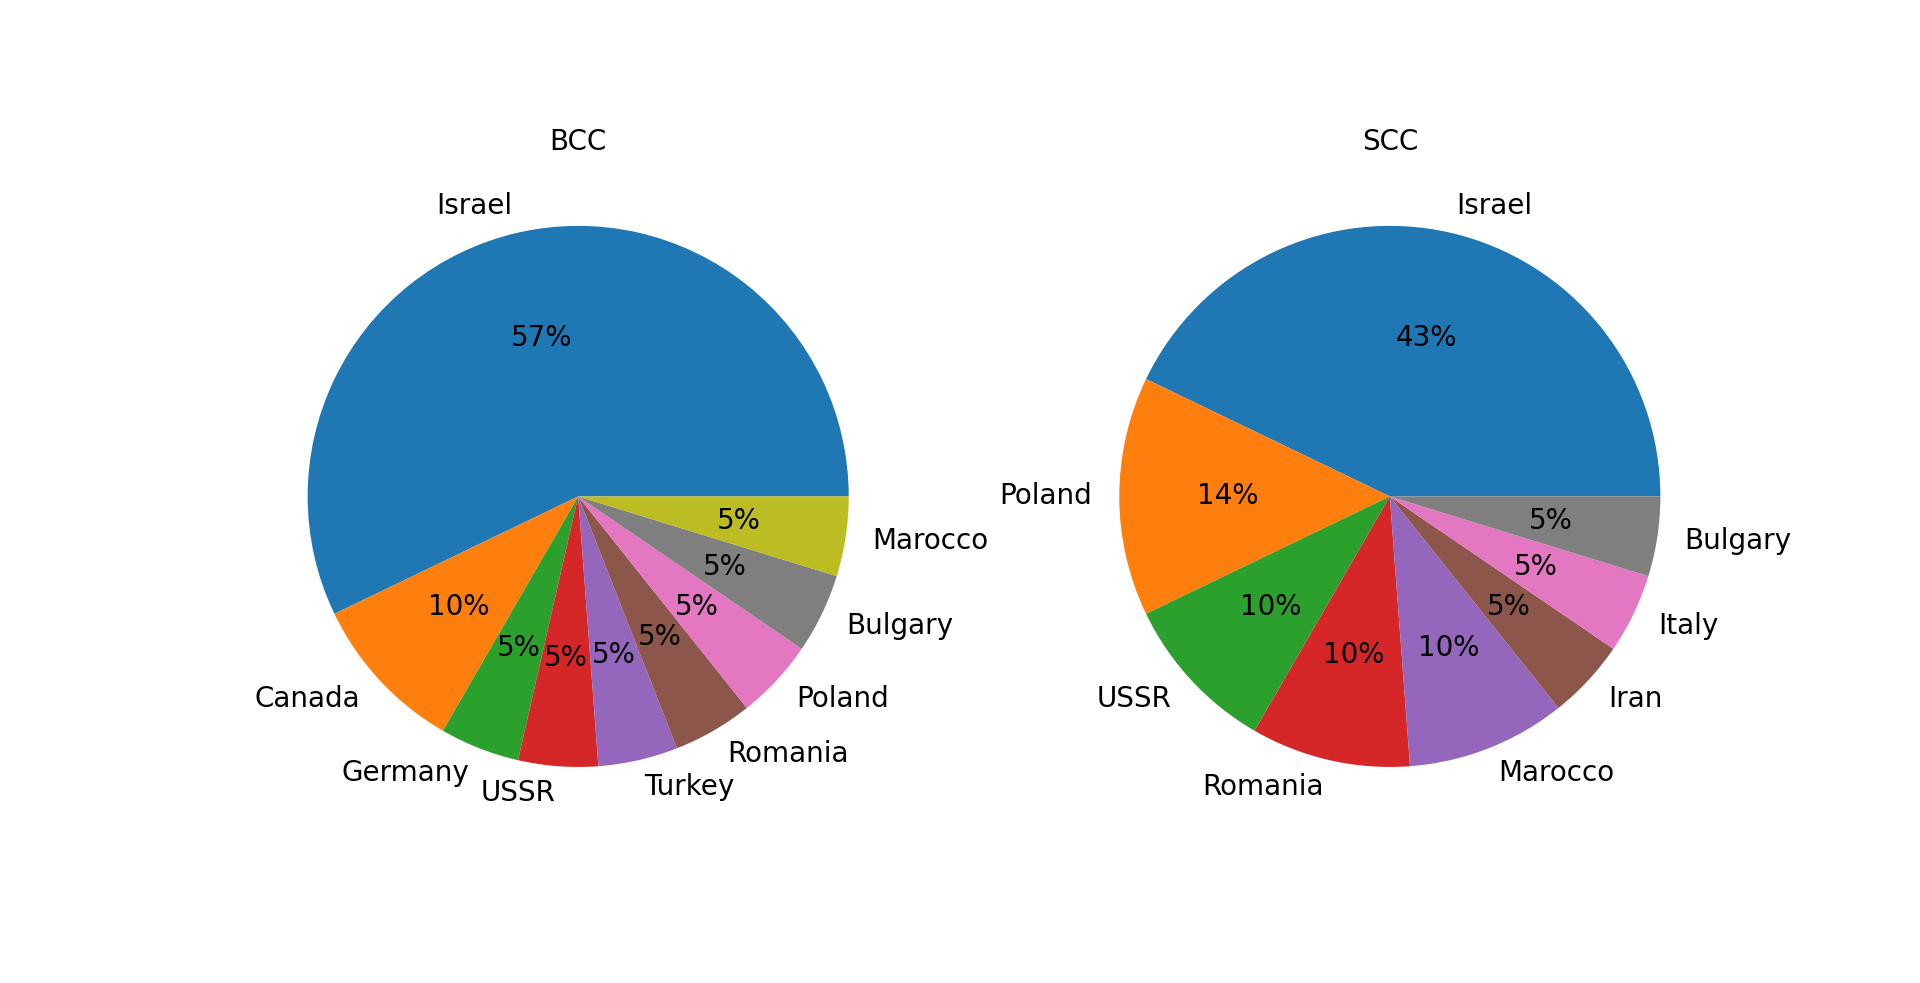 BCC
Israel
57%
Canada
10%
Germany
5%
USSR
5%
Turkey
5%
Romania
5%
Poland
5%
Bulgary
5%
Marocco
5%
SCC
Israel
43%
Poland
14%
USSR
10%
Romania
10%
Marocco
10%
Iran
5%
Italy
5%
Bulgary
5%